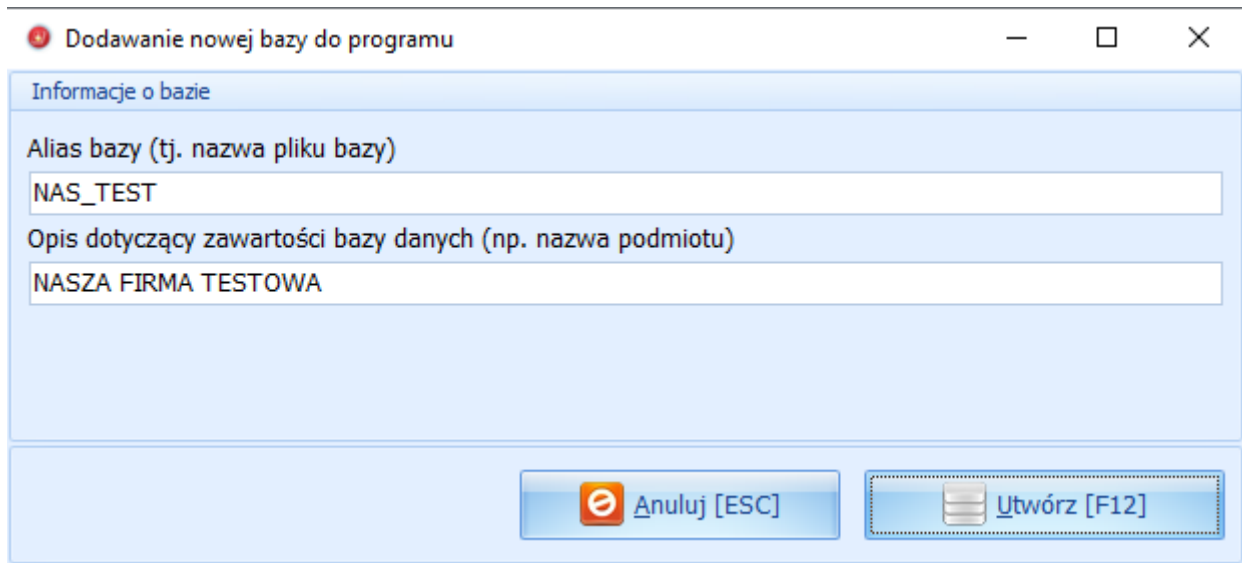 Dodawanie nowej bazy do programu
Informacje o bazie
Alias bazy (tj. nazwa pliku bazy)
NAS_TEST
Opis dotyczący zawartości bazy danych (np. nazwa podmiotu)
NASZA FIRMA TESTOWA
Anuluj [ESC]
Utwórz [F12]